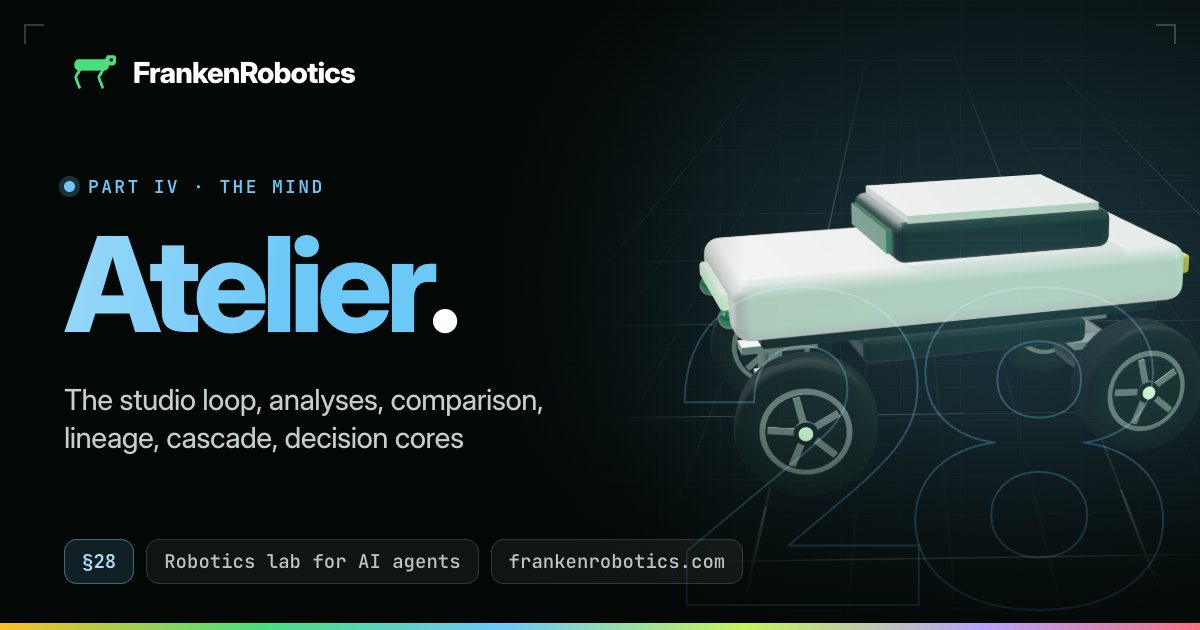 FrankenRobotics
PART IV · THE MIND
Atelier.
The studio loop, analyses, comparison,
lineage, cascade, decision cores
28
§28
Robotics lab for AI agents
frankenrobotics.com